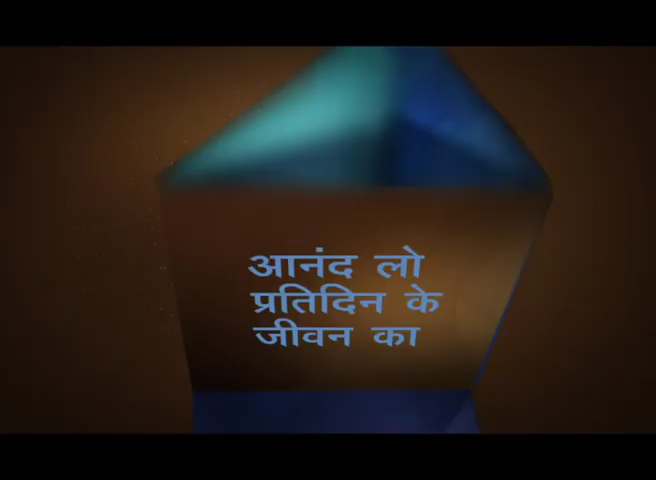 आनंद लो
प्रतिदिन के
जीवन का